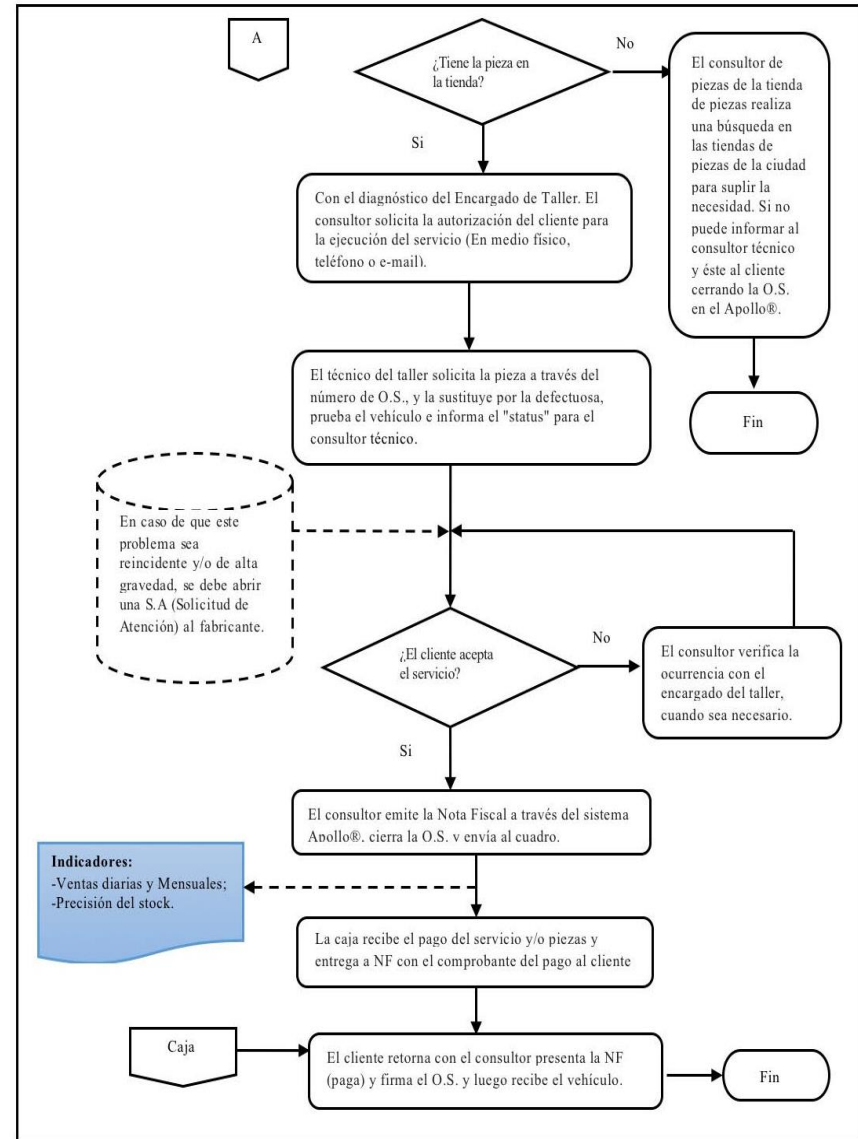 A
¿Tiene la pieza en
la tienda?
No
El consultor de
piezas de la tienda
de piezas realiza
una búsqueda en
las tiendas de
piezas de la ciudad
para suplir la
necesidad. Si no
puede informar al
consultor técnico
y éste al cliente
cerrando la O.S.
en el Apollo®.
Si
Con el diagnóstico del Encargado de Taller. El
consultor solicita la autorización del cliente para
la ejecución del servicio (En medio físico,
teléfono o e-mail).
Fin
El técnico del taller solicita la pieza a través del
número de O.S., y la sustituye por la defectuosa,
prueba el vehículo e informa el "status" para el
consultor técnico.
En caso de que este
problema sea
reincidente y/o de alta
gravedad, se debe abrir
una S.A (Solicitud de
Atención) al fabricante.
¿El cliente acepta
el servicio?
No
El consultor verifica la
ocurrencia con el
encargado del taller,
cuando sea necesario.
Si
El consultor emite la Nota Fiscal a través del sistema
Apollo®, cierra la O.S. y envía al cuadro.
Indicadores:
-Ventas diarias y Mensuales;
-Precisión del stock.
La caja recibe el pago del servicio y/o piezas y
entrega a NF con el comprobante del pago al cliente
Caja
El cliente retorna con el consultor presenta la NF
(paga) y firma el O.S. y luego recibe el vehículo.
Fin